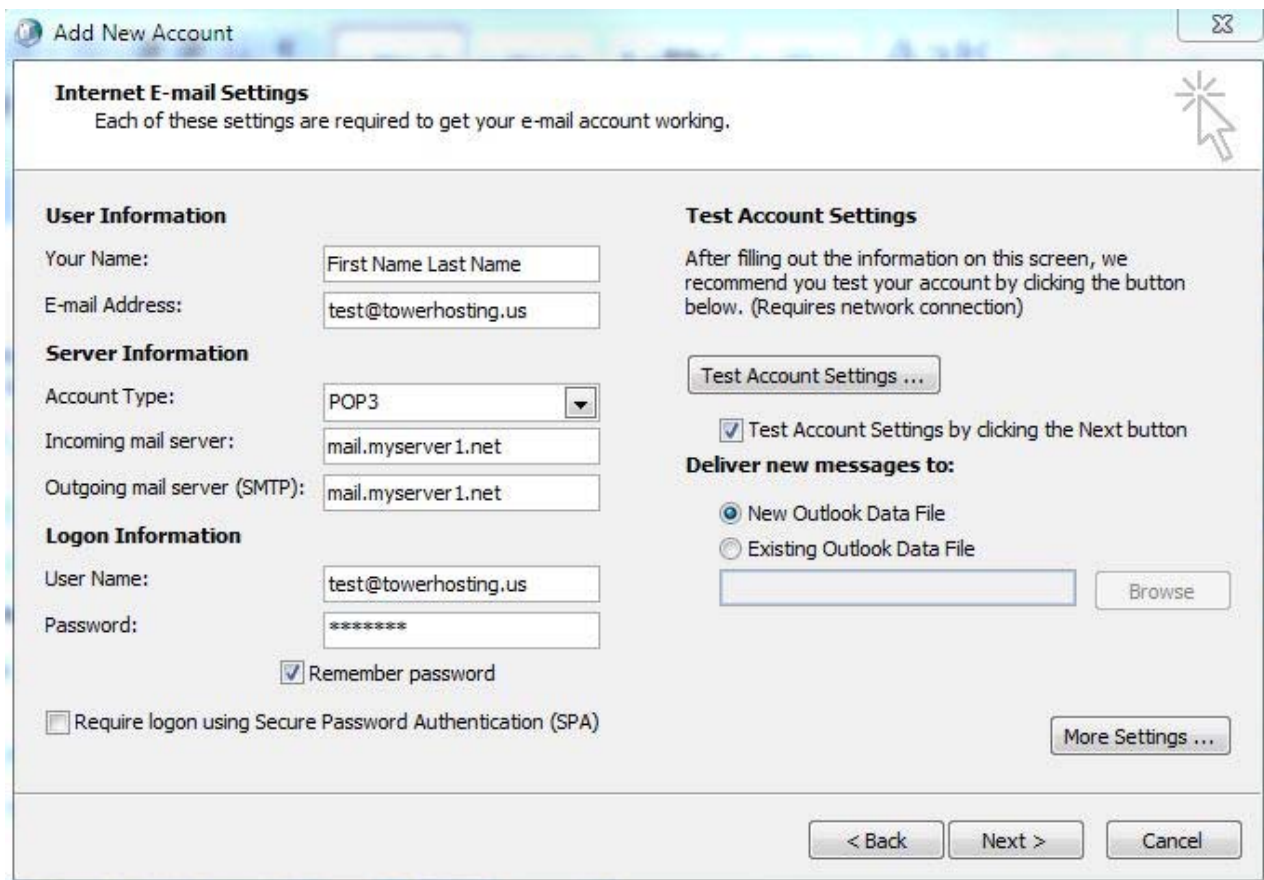 Add New Account
Internet E-mail Settings
Each of these settings are required to get your e-mail account working.
User Information
Your Name:
First Name Last Name
E-mail Address:
test@towerhosting.us
Server Information
Account Type:
POP3
Incoming mail server:
mail.myserver1.net
Outgoing mail server (SMTP):
mail.myserver1.net
Logon Information
User Name:
test@towerhosting.us
Password:
*******
Remember password
Require logon using Secure Password Authentication (SPA)
Test Account Settings
After filling out the information on this screen, we
recommend you test your account by clicking the button
below. (Requires network connection)
Test Account Settings ...
Test Account Settings by clicking the Next button
Deliver new messages to:
New Outlook Data File
Existing Outlook Data File
Browse
More Settings ...
< Back
Next >
Cancel